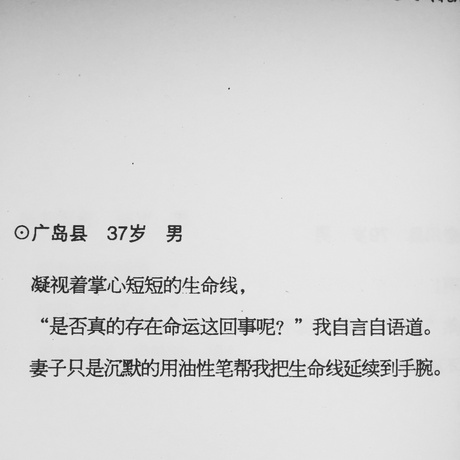 ⊙广岛县 37岁 男
凝视着掌心短短的生命线，
“是否真的存在命运这回事呢？”我自言自语道。
妻子只是沉默的用油性笔帮我把生命线延续到手腕。